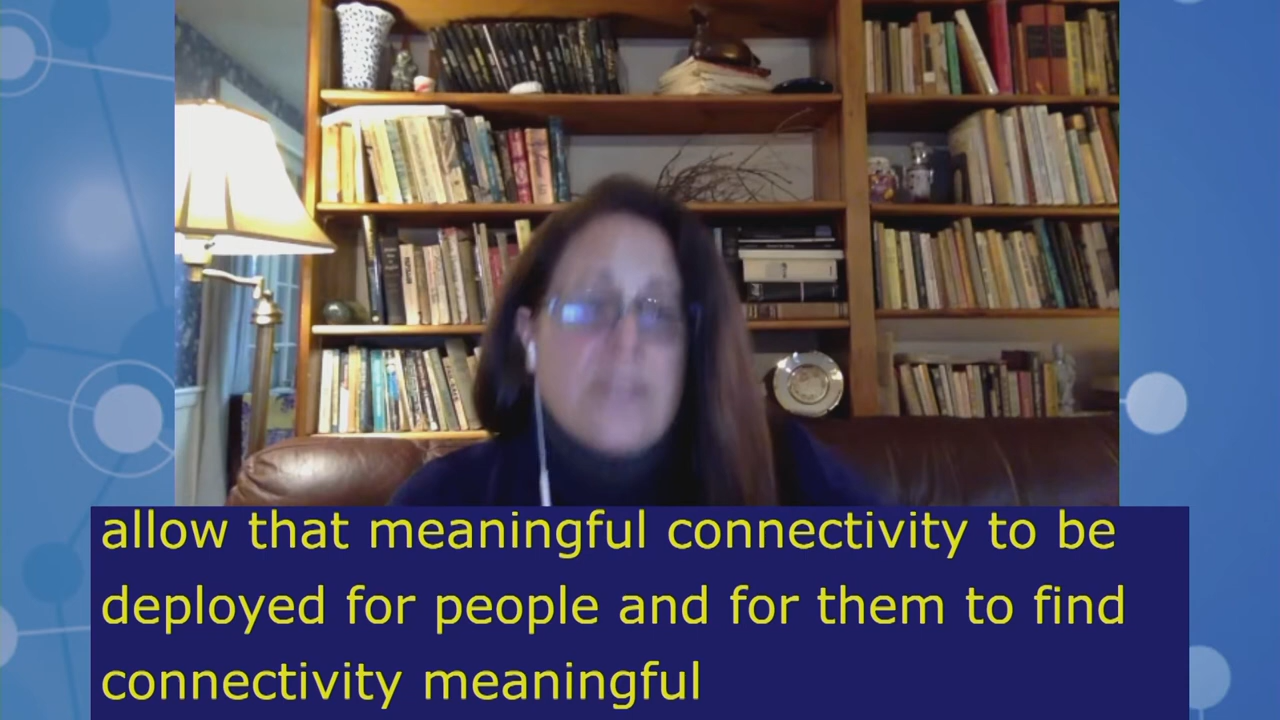 allow that meaningful connectivity to be
deployed for people and for them to find
connectivity meaningful